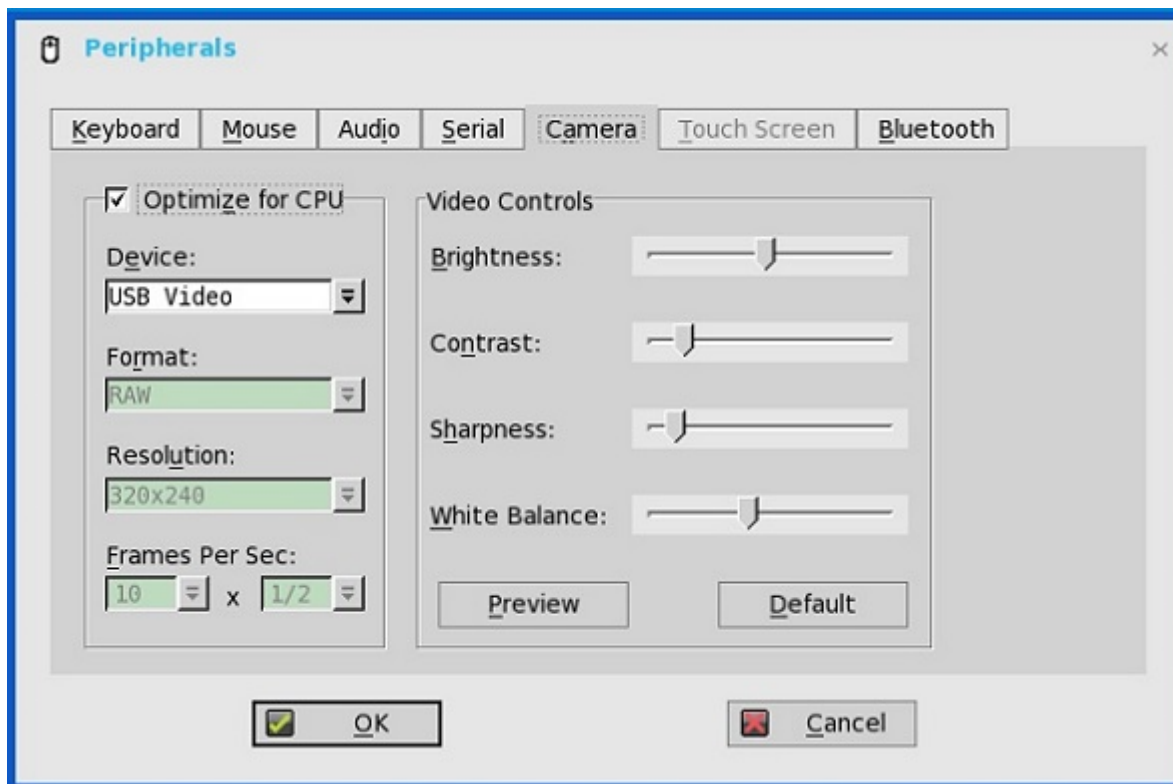 Peripherals
Keyboard Mouse Audio Serial Camera Touch Screen Bluetooth
Optimize for CPU
Device:
USB Video
Format:
RAW
Resolution:
320x240
Frames Per Sec:
10 x 1/2
Video Controls
Brightness:
Contrast:
Sharpness:
White Balance:
Preview Default
OK Cancel